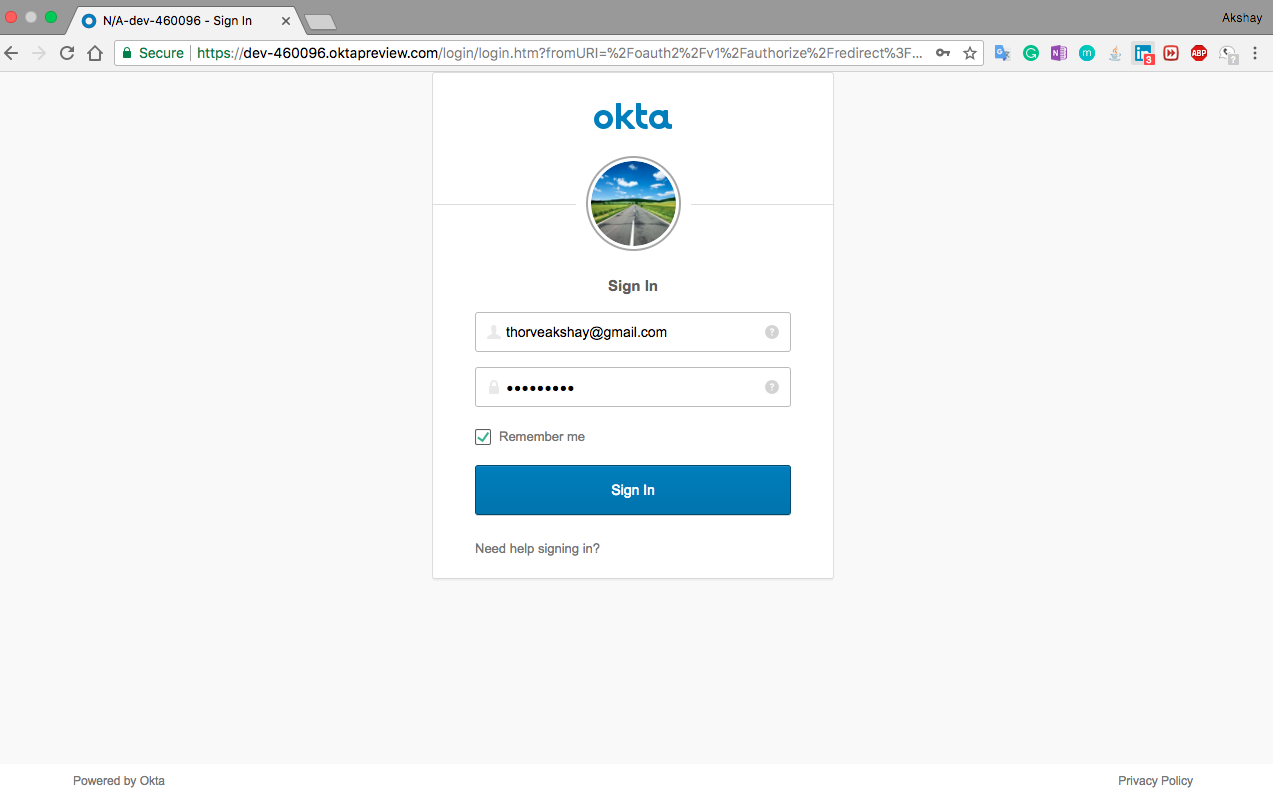 N/A-dev-460096 - Sign In
Akshay
Secure https://dev-460096.oktapreview.com/login/login.htm?fromURI=%2Foauth2%2Fv1%2Fauthorize%2Fredirect%3F...
m
3
ABP
?
okta
Sign In
thorveakshay@gmail.com ?
••••••••• ?
Remember me
Sign In
Need help signing in?
Powered by Okta
Privacy Policy